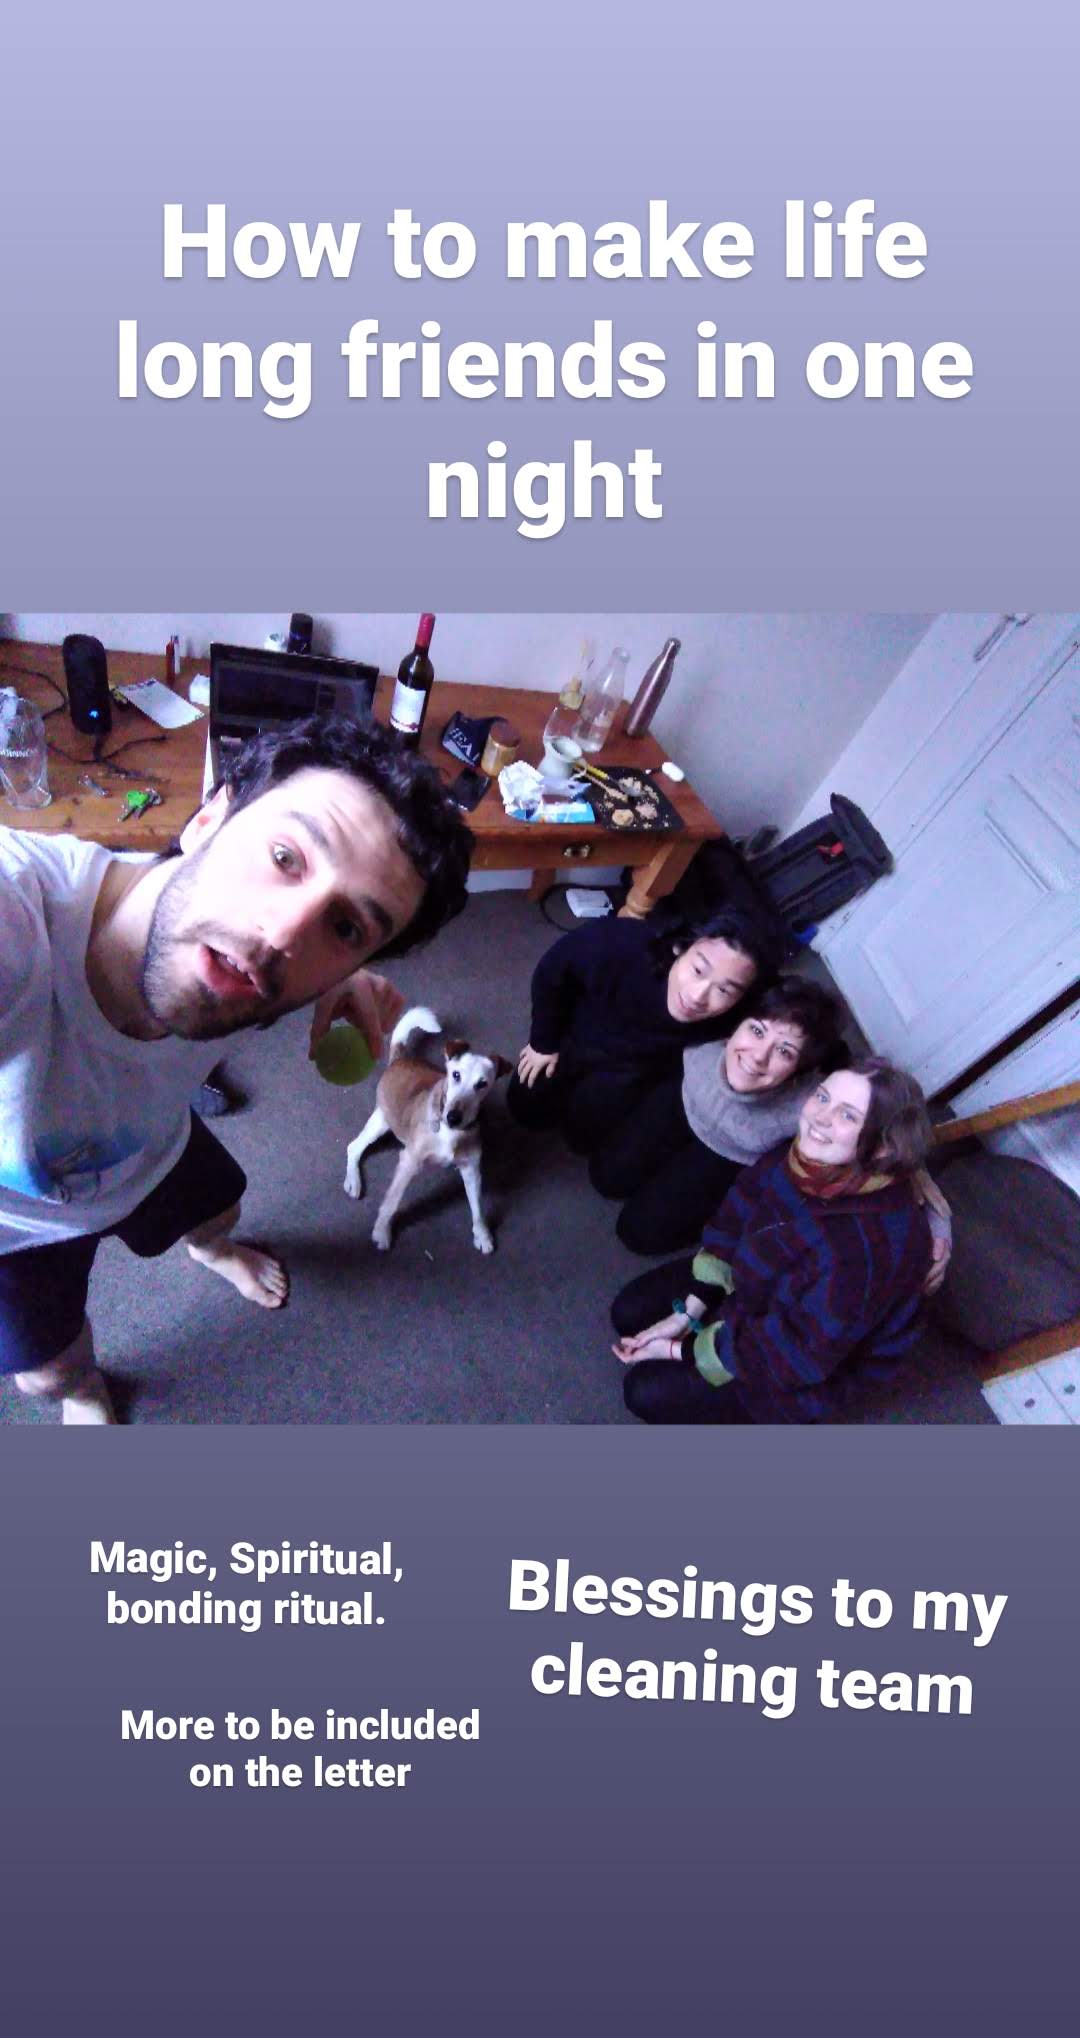 How to make life
long friends in one
night
Magic, Spiritual,
bonding ritual.
Blessings to my
cleaning team
More to be included
on the letter